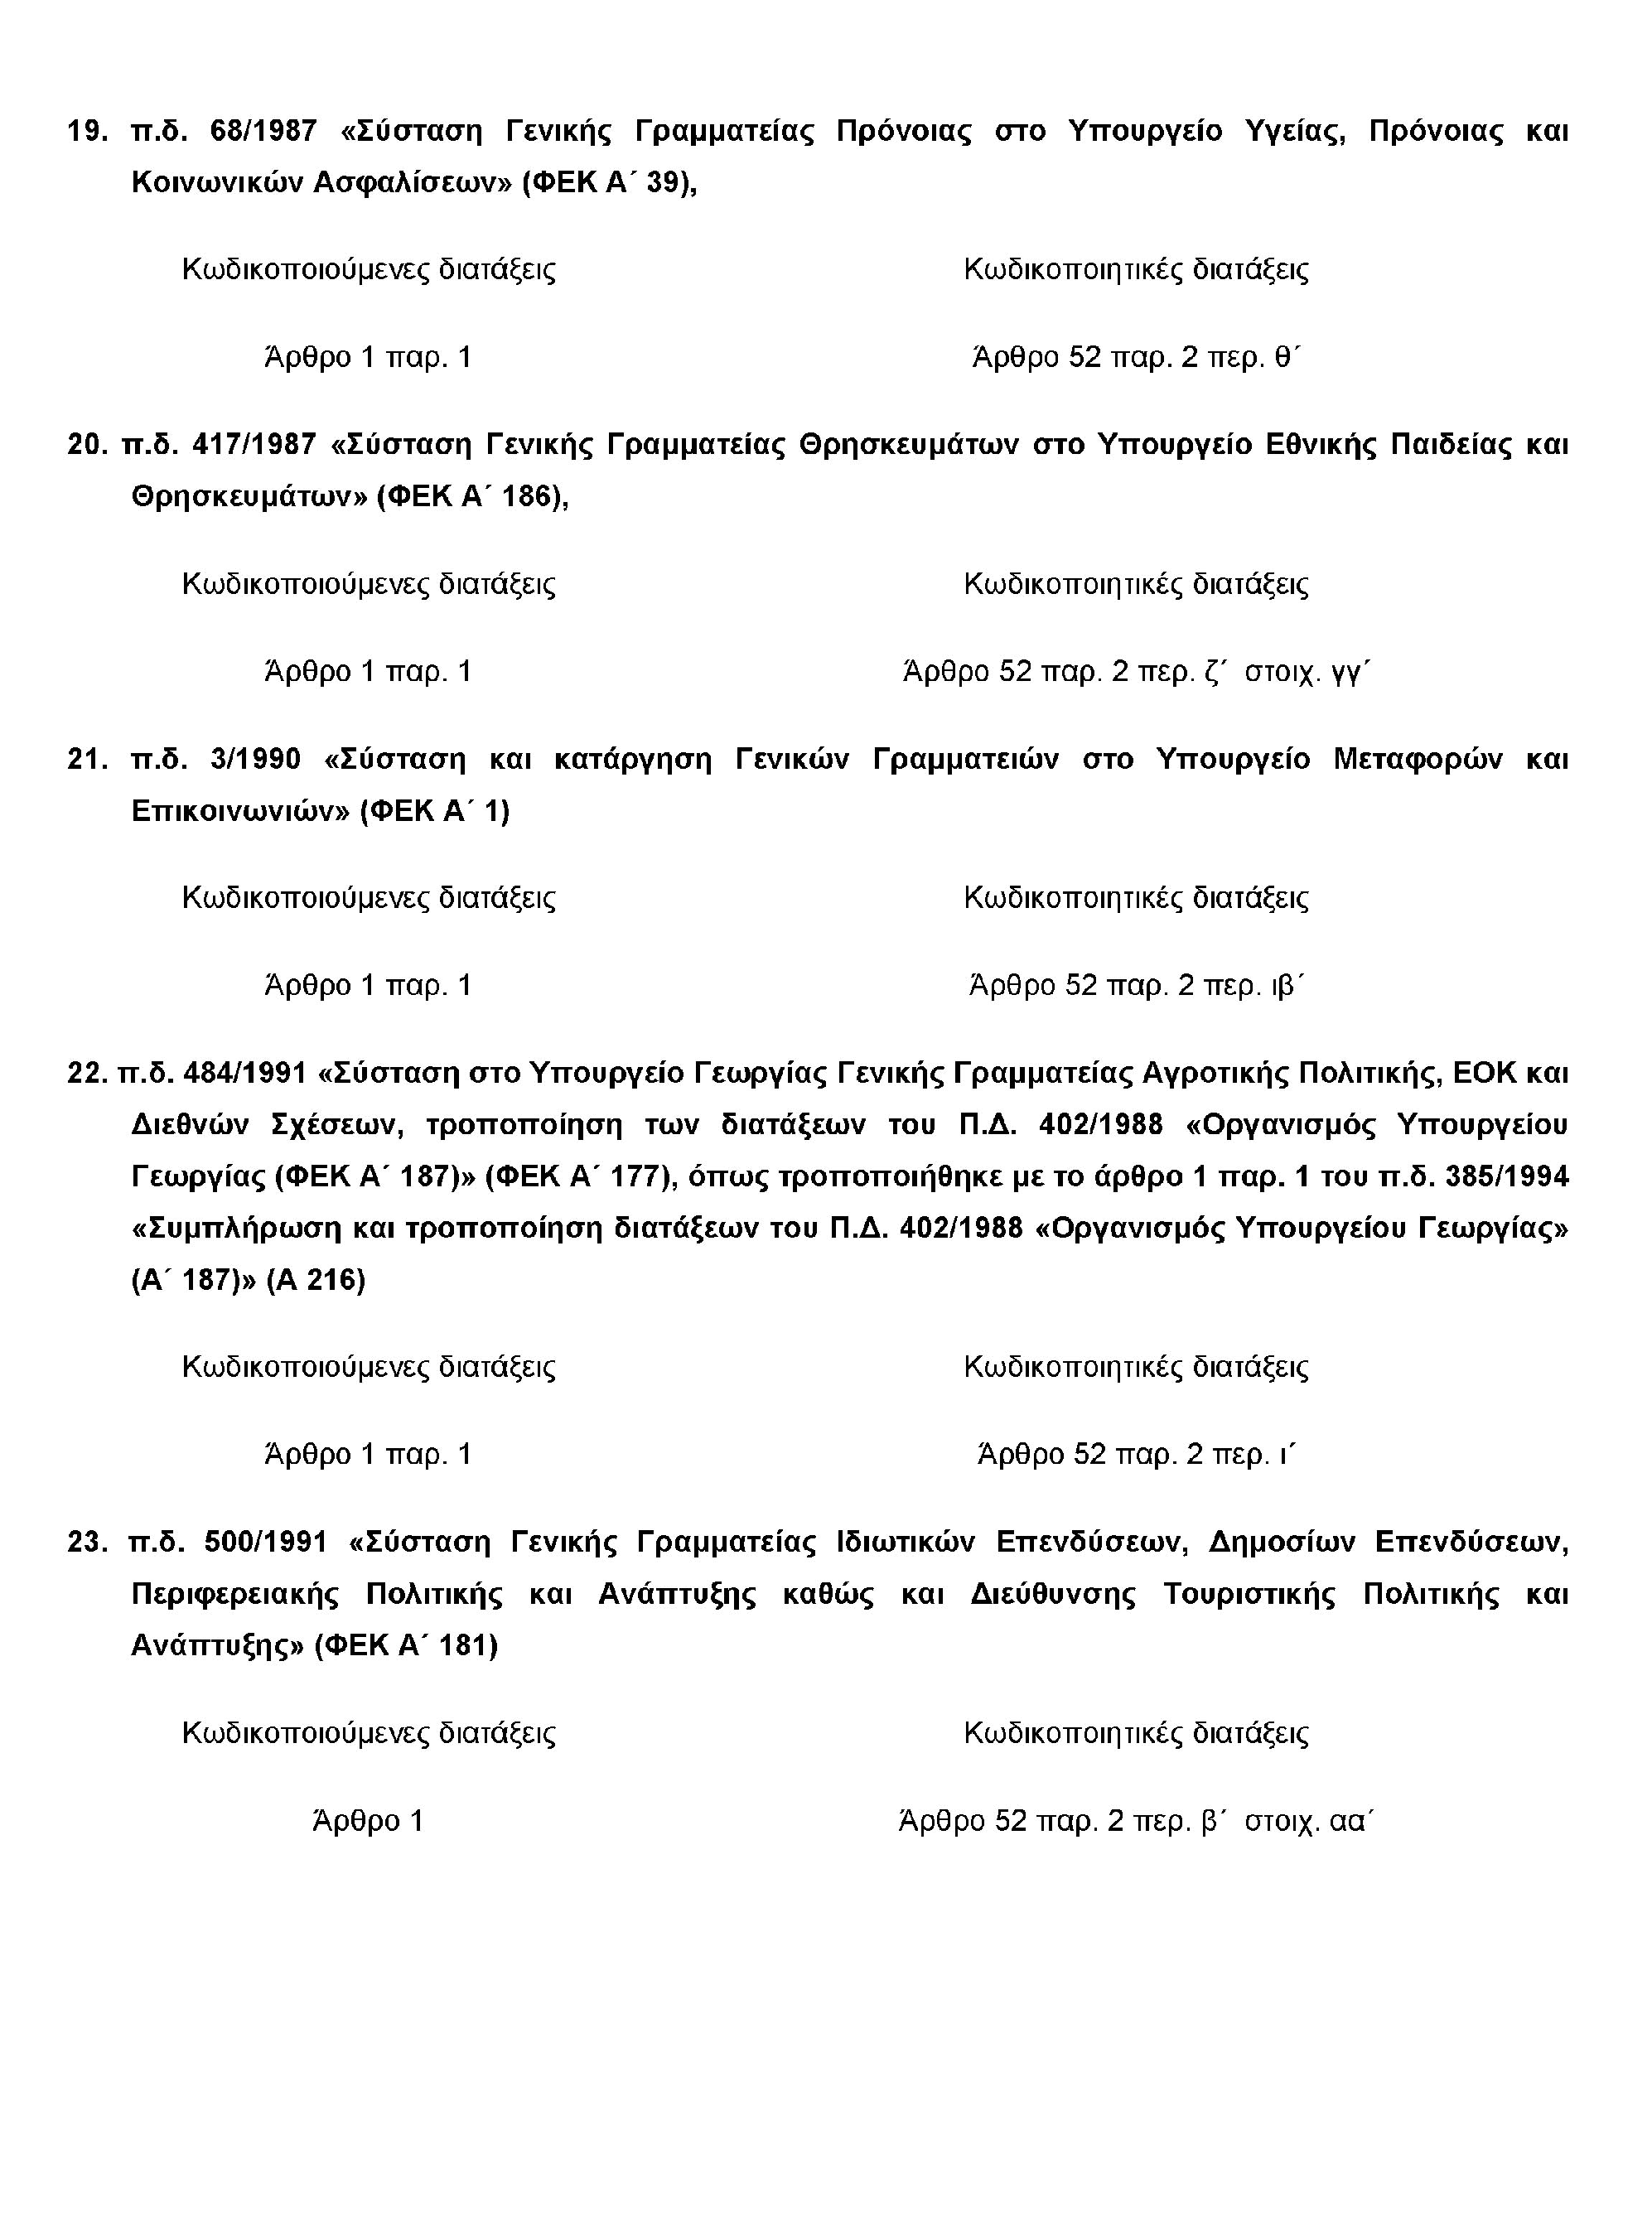 19. π.δ. 68/1987 «Σύσταση Γενικής Γραμματείας Πρόνοιας στο Υπουργείο Υγείας, Πρόνοιας και
Κοινωνικών Ασφαλίσεων» (ΦΕΚ Α΄ 39),
Κωδικοποιούμενες διατάξεις Κωδικοποιητικές διατάξεις
Άρθρο 1 παρ. 1 Άρθρο 52 παρ. 2 περ. θ΄
20. π.δ. 417/1987 «Σύσταση Γενικής Γραμματείας Θρησκευμάτων στο Υπουργείο Εθνικής Παιδείας και
Θρησκευμάτων» (ΦΕΚ Α΄ 186),
Κωδικοποιούμενες διατάξεις Κωδικοποιητικές διατάξεις
Άρθρο 1 παρ. 1 Άρθρο 52 παρ. 2 περ. ζ΄ στοιχ. γγ΄
21. π.δ. 3/1990 «Σύσταση και κατάργηση Γενικών Γραμματειών στο Υπουργείο Μεταφορών και
Επικοινωνιών» (ΦΕΚ Α΄ 1)
Κωδικοποιούμενες διατάξεις Κωδικοποιητικές διατάξεις
Άρθρο 1 παρ. 1 Άρθρο 52 παρ. 2 περ. ιβ΄
22. π.δ. 484/1991 «Σύσταση στο Υπουργείο Γεωργίας Γενικής Γραμματείας Αγροτικής Πολιτικής, ΕΟΚ και
Διεθνών Σχέσεων, τροποποίηση των διατάξεων του Π.Δ. 402/1988 «Οργανισμός Υπουργείου
Γεωργίας (ΦΕΚ Α΄ 187)» (ΦΕΚ Α΄ 177), όπως τροποποιήθηκε με το άρθρο 1 παρ. 1 του π.δ. 385/1994
«Συμπλήρωση και τροποποίηση διατάξεων του Π.Δ. 402/1988 «Οργανισμός Υπουργείου Γεωργίας»
(Α΄ 187)» (Α 216)
Κωδικοποιούμενες διατάξεις Κωδικοποιητικές διατάξεις
Άρθρο 1 παρ. 1 Άρθρο 52 παρ. 2 περ. ι΄
23. π.δ. 500/1991 «Σύσταση Γενικής Γραμματείας Ιδιωτικών Επενδύσεων, Δημοσίων Επενδύσεων,
Περιφερειακής Πολιτικής και Ανάπτυξης καθώς και Διεύθυνσης Τουριστικής Πολιτικής και
Ανάπτυξης» (ΦΕΚ Α΄ 181)
Κωδικοποιούμενες διατάξεις Κωδικοποιητικές διατάξεις
Άρθρο 1 Άρθρο 52 παρ. 2 περ. β΄ στοιχ. αα΄